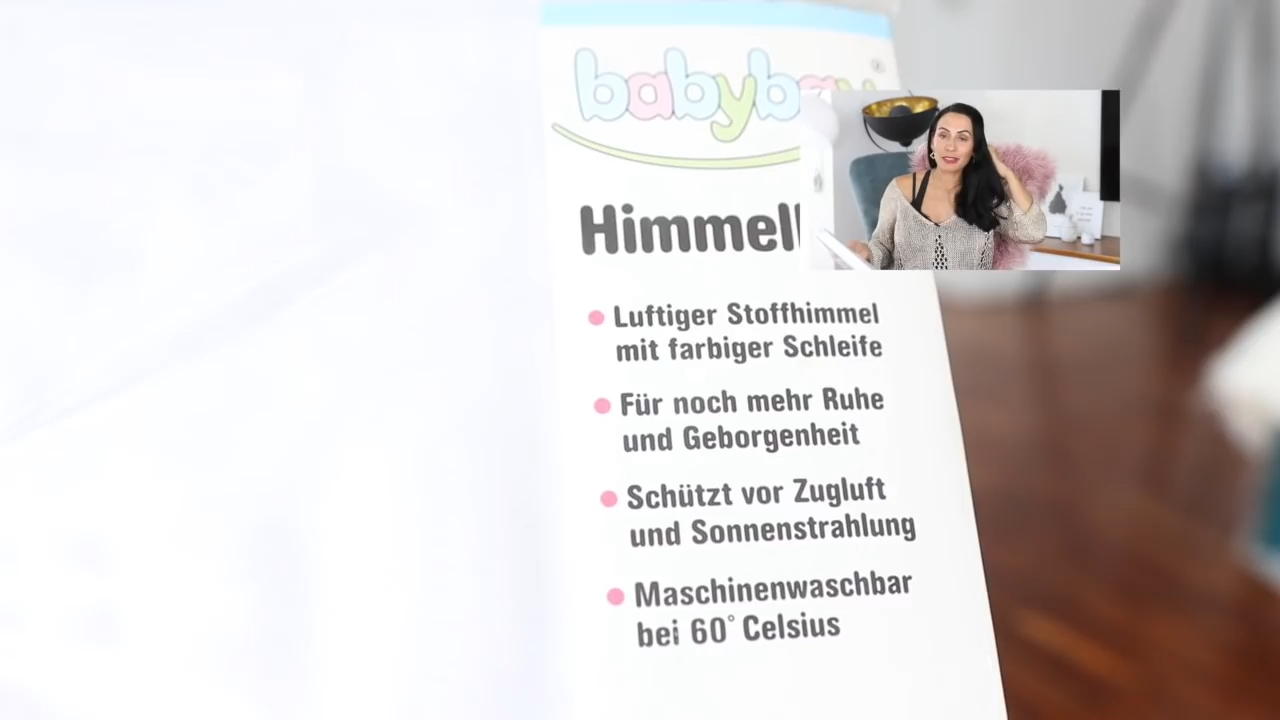 babybay
Himmel
Luftiger Stoffhimmel
mit farbiger Schleife
Für noch mehr Ruhe
und Geborgenheit
Schützt vor Zugluft
und Sonnenstrahlung
Maschinenwaschbar
bei 60° Celsius